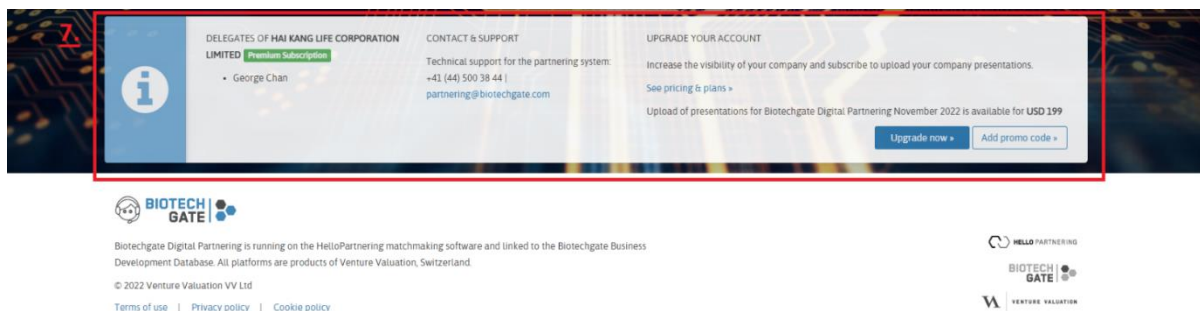 7.
DELEGATES OF HAI KANG LIFE CORPORATION
LIMITED Premium Subscription
• George Chan
CONTACT & SUPPORT
Technical support for the partnering system:
+41 (44) 500 38 44 |
partnering@biotechgate.com
UPGRADE YOUR ACCOUNT
Increase the visibility of your company and subscribe to upload your company presentations.
See pricing & plans »
Upload of presentations for Biotechgate Digital Partnering November 2022 is available for USD 199
Upgrade now »
Add promo code »
BIOTECH
GATE
Biotechgate Digital Partnering is running on the HelloPartnering matchmaking software and linked to the Biotechgate Business
Development Database. All platforms are products of Venture Valuation, Switzerland.
© 2022 Venture Valuation VV Ltd
Terms of use | Privacy policy | Cookie policy
HELLO PARTNERING
BIOTECH
GATE
VENTURE VALUATION